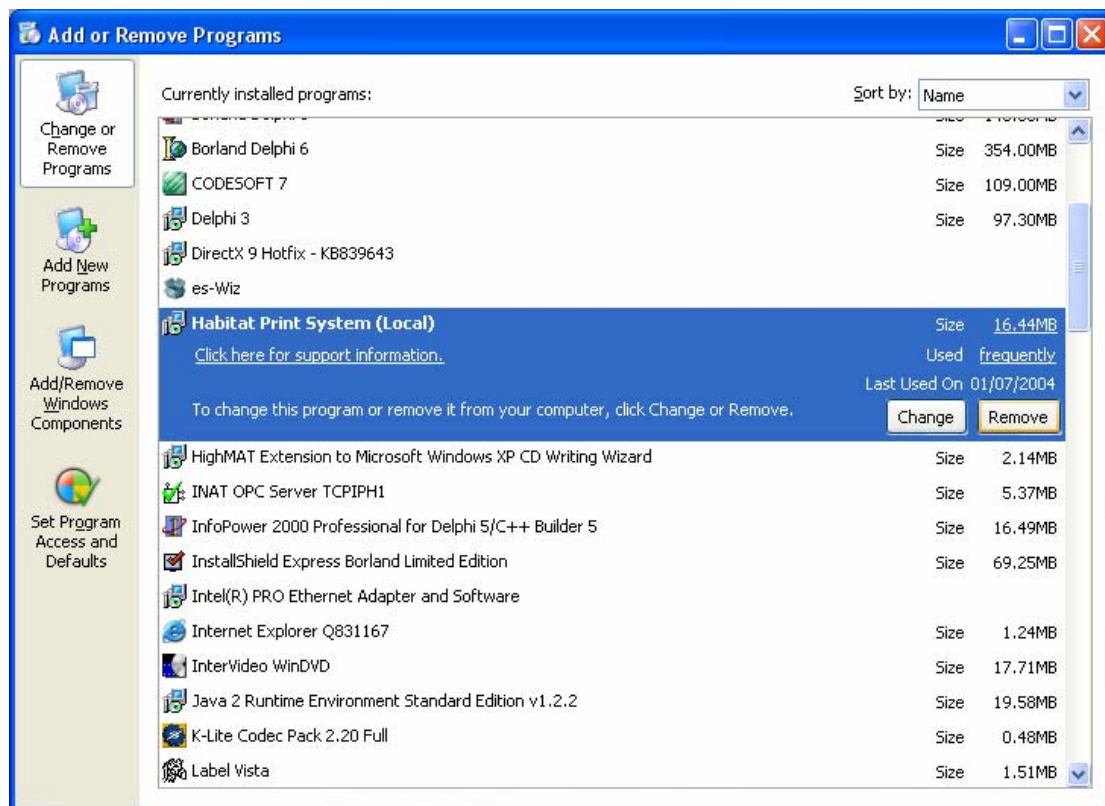 Add or Remove Programs
Change or
Remove
Programs
Add New
Programs
Add/Remove
Windows
Components
Set Program
Access and
Defaults
Currently installed programs:
Sort by: Name
Size
Borland Delphi 6 Size 354.00MB
CODESOFT 7 Size 109.00MB
Delphi 3 Size 97.30MB
DirectX 9 Hotfix - KB839643
es-Wiz
Habitat Print System (Local) Size 16.44MB
Click here for support information. Used frequently
Last Used On 01/07/2004
To change this program or remove it from your computer, click Change or Remove. Change Remove
HighMAT Extension to Microsoft Windows XP CD Writing Wizard Size 2.14MB
INAT OPC Server TCPIPH1 Size 5.37MB
InfoPower 2000 Professional for Delphi 5/C++ Builder 5 Size 16.49MB
InstallShield Express Borland Limited Edition Size 69.25MB
Intel(R) PRO Ethernet Adapter and Software
Internet Explorer Q831167 Size 1.24MB
InterVideo WinDVD Size 17.71MB
Java 2 Runtime Environment Standard Edition v1.2.2 Size 19.58MB
K-Lite Codec Pack 2.20 Full Size 0.48MB
Label Vista Size 1.51MB